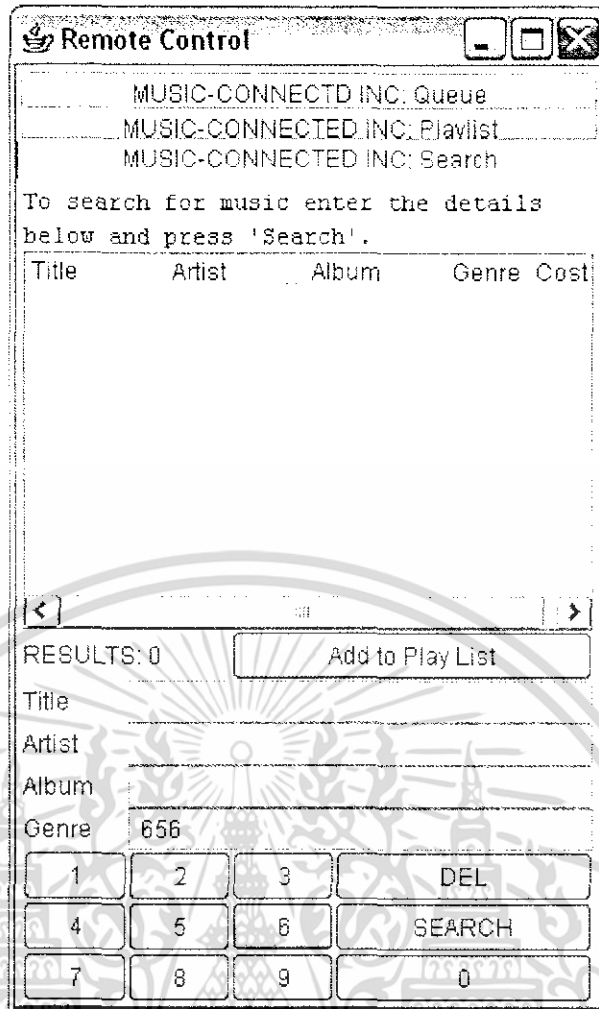 Remote Control
MUSIC-CONNECTD INC: Queue
MUSIC-CONNECTED INC: Playlist
MUSIC-CONNECTED INC: Search
To search for music enter the details
below and press 'Search'.
Title Artist Album Genre Cost
RESULTS: 0 Add to Play List
Title
Artist
Album
Genre 656
1 2 3 DEL
4 5 6 SEARCH
7 8 9 0